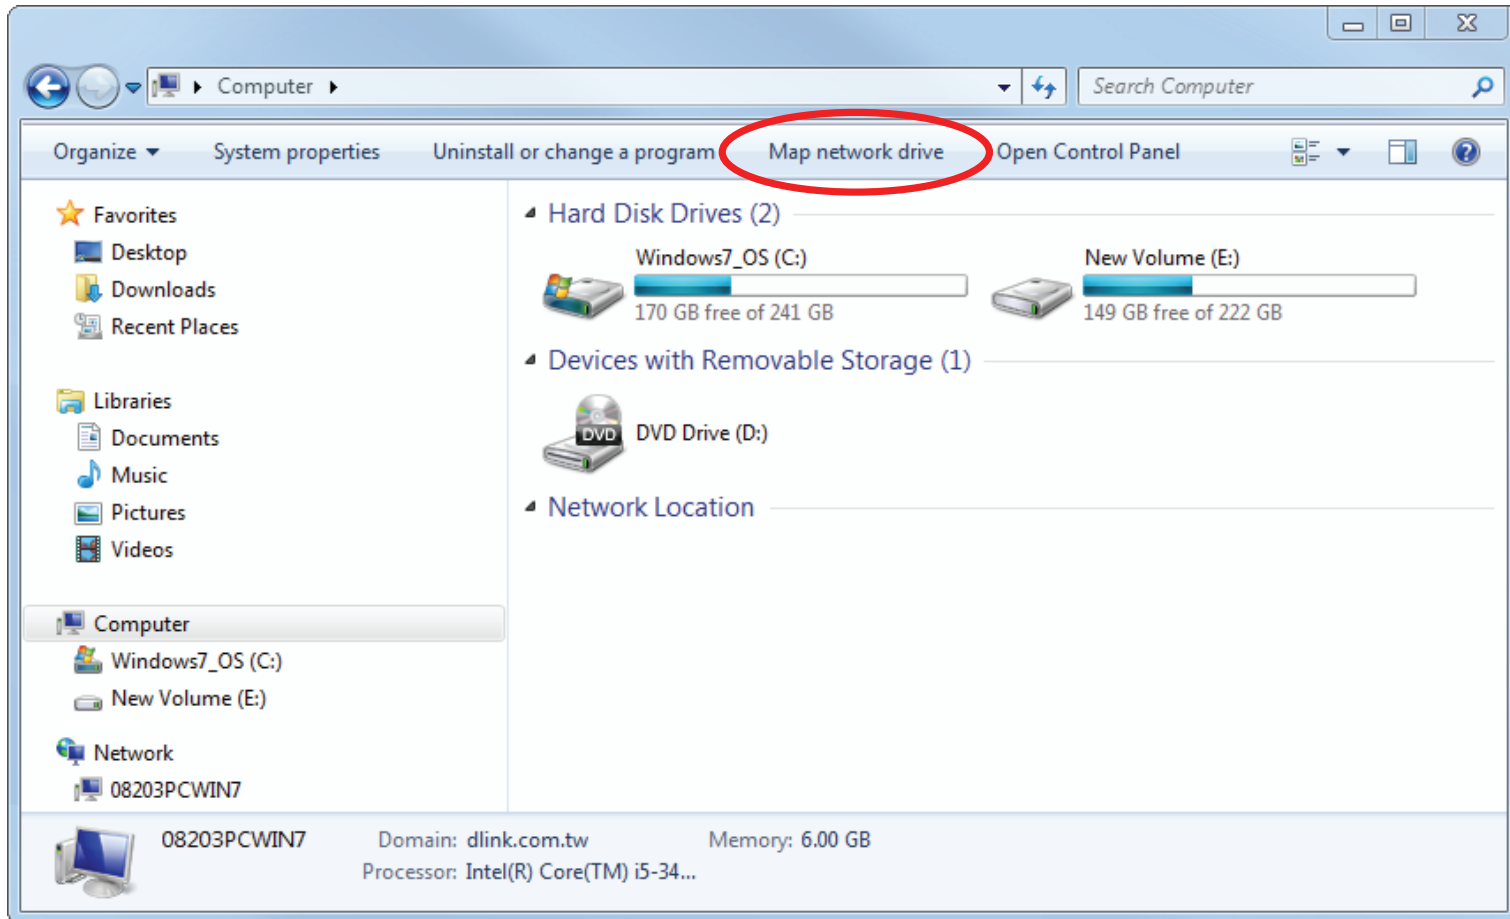 Computer
Search Computer
Organize System properties Uninstall or change a program Map network drive Open Control Panel
Favorites
Desktop
Downloads
Recent Places
Libraries
Documents
Music
Pictures
Videos
Computer
Windows7_OS (C:)
New Volume (E:)
Network
08203PCWIN7
Hard Disk Drives (2)
Windows7_OS (C:)
170 GB free of 241 GB
New Volume (E:)
149 GB free of 222 GB
Devices with Removable Storage (1)
DVD
DVD Drive (D:)
Network Location
08203PCWIN7 Domain: dlink.com.tw Memory: 6.00 GB
Processor: Intel(R) Core(TM) i5-34...